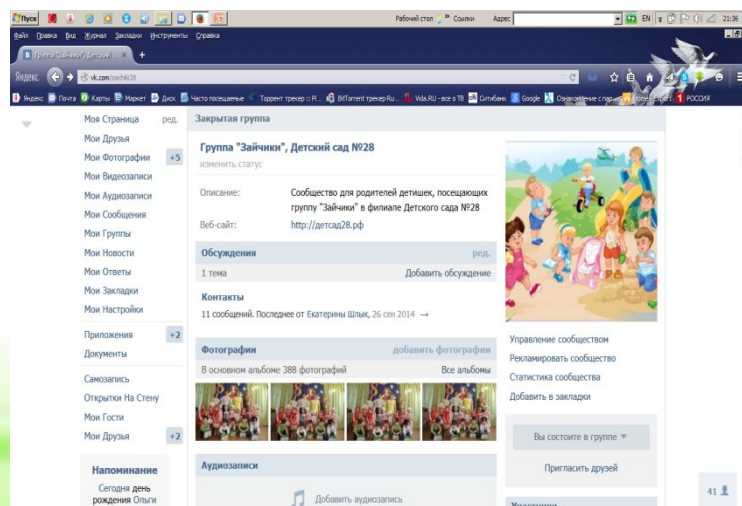 Пуск
Рабочий стол
Ссылки
Адрес
EN
21:36
Файл Правка Вид Журнал Закладки Инструменты Справка
Группа "Зайчики", Детский
Яндекс
vk.com
Яндекс Почта Карты Маркет Диск Часто посещаемые Торрент трекер :: BitTorrent трекер Ru... Vida.RU - все в ТВ Ситибанк Google РОССИЯ
Моя Страница ред.
Мои Друзья
Мои Фотографии +5
Мои Видеозаписи
Мои Аудиозаписи
Мои Сообщения
Мои Группы
Мои Новости
Мои Ответы
Мои Закладки
Мои Настройки
Приложения +2
Документы
Самозапись
Открытки На Стену
Мои Гости
Мои Друзья +2
Напоминание
Сегодня день
рождения Ольги
Закрытая группа
Группа "Зайчики", Детский сад №28
изменить статус
Описание: Сообщество для родителей детишек, посещающих
группу "Зайчики" в филиале Детского сада №28
Веб-сайт: http://детсад28.рф
Обсуждения ред.
1 тема Добавить обсуждение
Контакты
11 сообщений. Последнее от Екатерины Шлык, 26 сен 2014 →
Фотографии добавить фотографии
В основном альбоме 388 фотографий Все альбомы
Аудиозаписи
Добавить аудиозапись
Управление сообществом
Рекламировать сообщество
Статистика сообщества
Добавить в закладки
Вы состоите в группе
Пригласить друзей
Участники
41